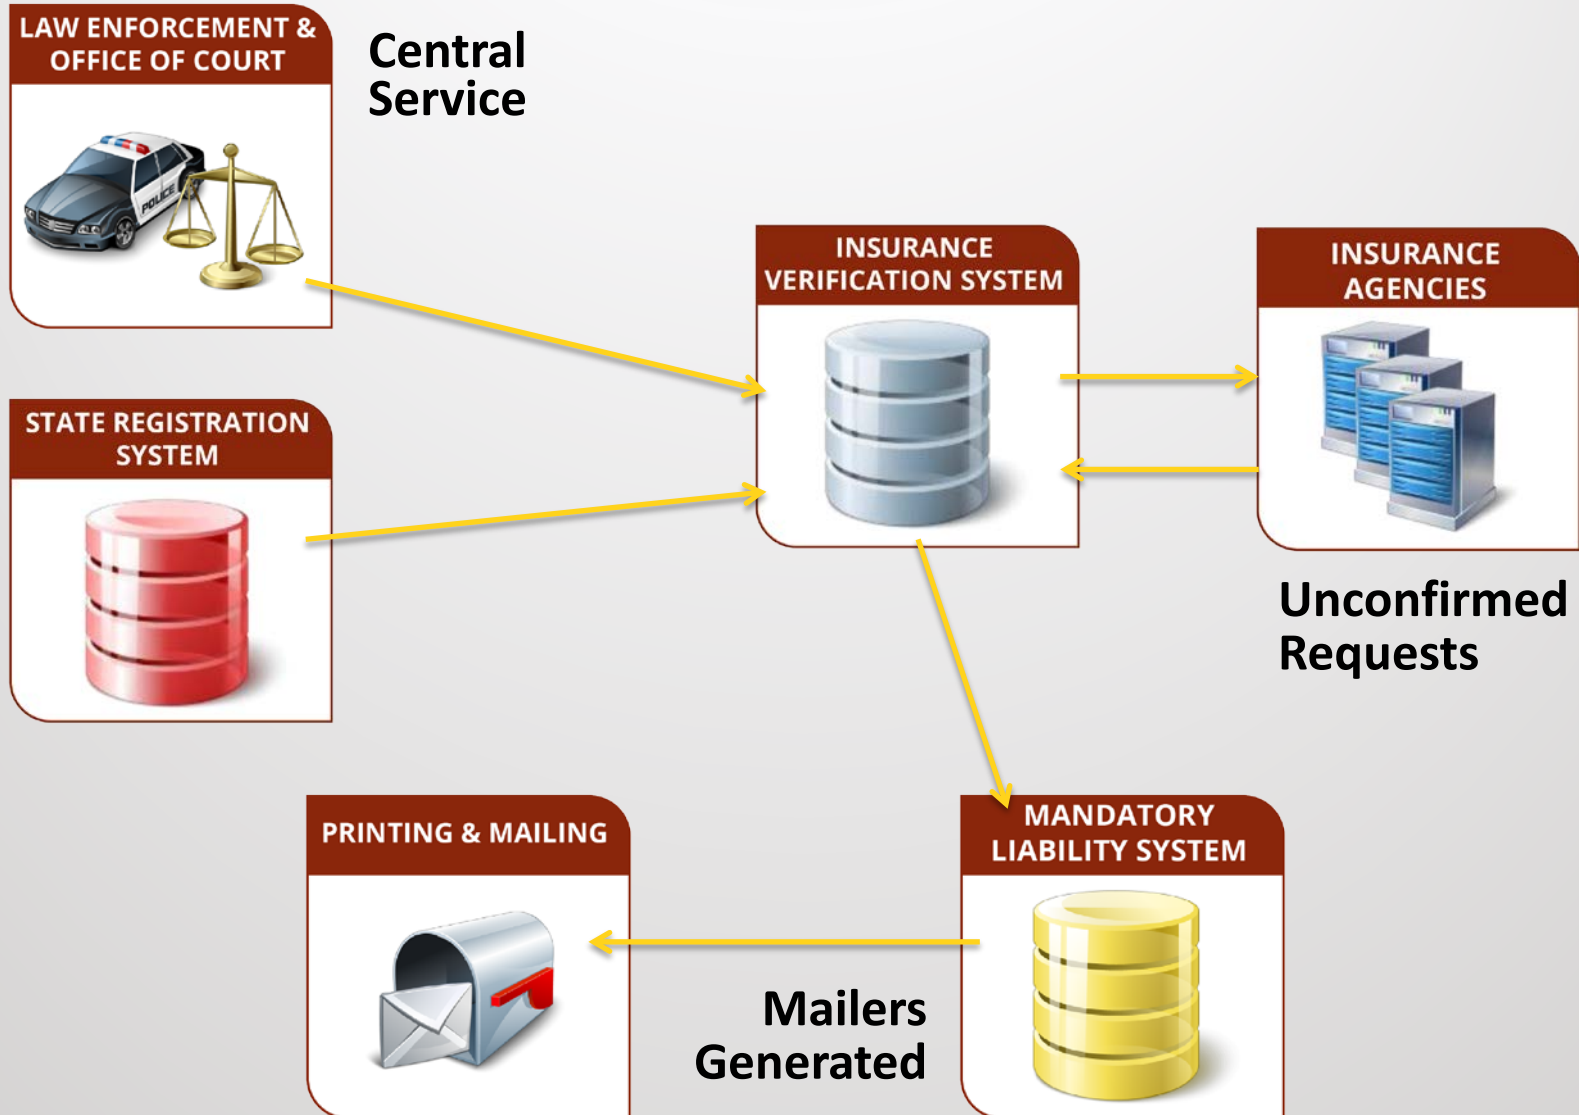 LAW ENFORCEMENT &
OFFICE OF COURT
Central
Service
POLICE
INSURANCE
VERIFICATION SYSTEM
INSURANCE
AGENCIES
STATE REGISTRATION
SYSTEM
Unconfirmed
Requests
PRINTING & MAILING
MANDATORY
LIABILITY SYSTEM
Mailers
Generated